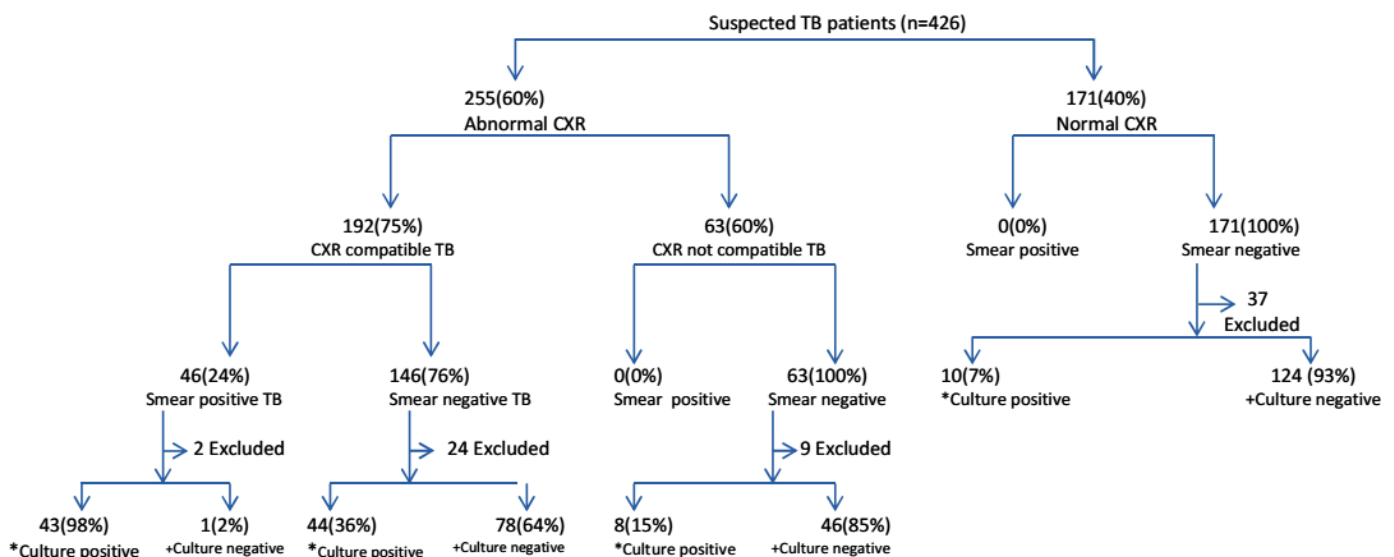 Suspected TB patients (n=426)
255(60%)
Abnormal CXR
171(40%)
Normal CXR
192(75%)
CXR compatible TB
63(60%)
CXR not compatible TB
0(0%)
Smear positive
171(100%)
Smear negative
37
Excluded
46(24%)
Smear positive TB
146(76%)
Smear negative TB
0(0%)
Smear positive
63(100%)
Smear negative
10(7%)
*Culture positive
124 (93%)
+Culture negative
2 Excluded
24 Excluded
9 Excluded
43(98%)
*Culture positive
1(2%)
+Culture negative
44(36%)
*Culture positive
78(64%)
+Culture negative
8(15%)
*Culture positive
46(85%)
+Culture negative